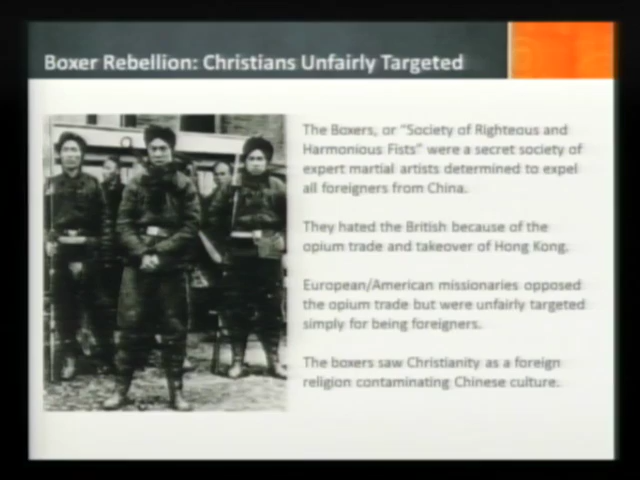 Boxer Rebellion: Christians Unfairly Targeted
The Boxers, or "Society of Righteous and
Harmonious Fists" were a secret society of
expert martial artists determined to expel
all foreigners from China.
They hated the British because of the
opium trade and takeover of Hong Kong.
European/American missionaries opposed
the opium trade but were unfairly targeted
simply for being foreigners.
The boxers saw Christianity as a foreign
religion contaminating Chinese culture.